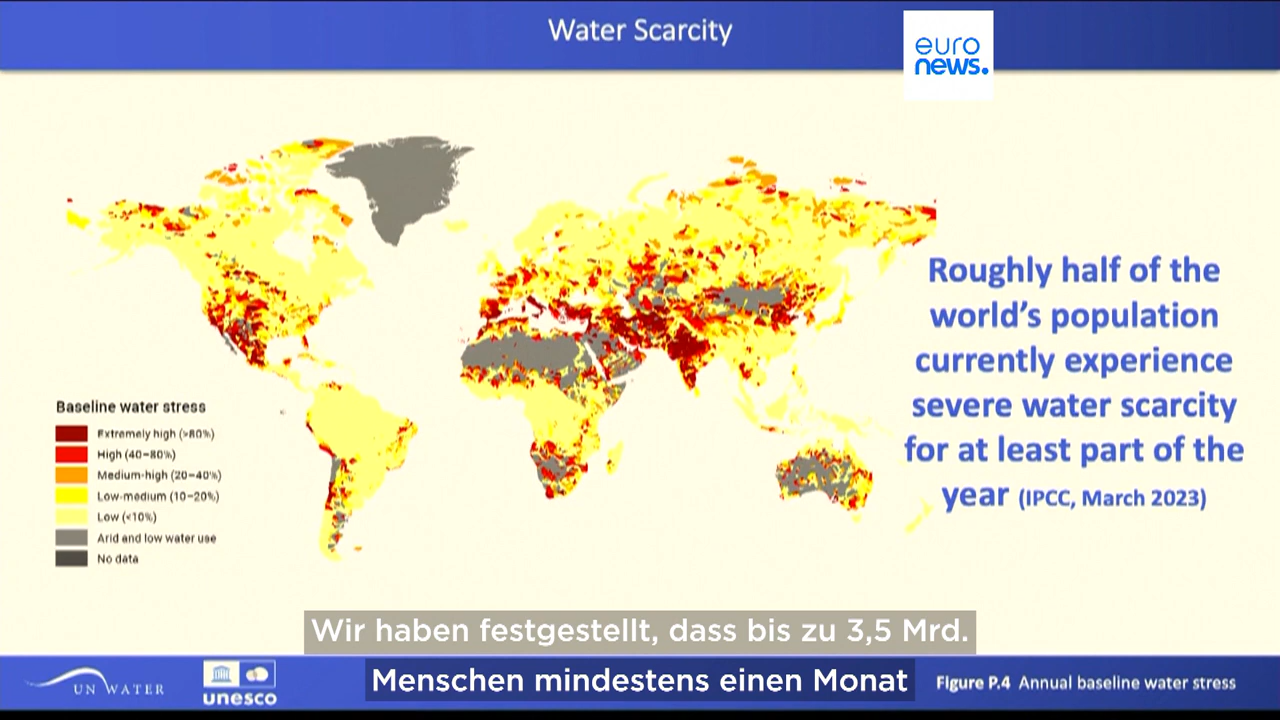 Water Scarcity
euro
news.
Roughly half of the
world's population
currently experience
severe water scarcity
for at least part of the
year (IPCC, March 2023)
Baseline water stress
Extremely high (>80%)
High (40–80%)
Medium-high (20–40%)
Low-medium (10–20%)
Low (<10%)
Arid and low water use
No data
Wir haben festgestellt, dass bis zu 3,5 Mrd.
Menschen mindestens einen Monat
UN WATER
unesco
Figure P.4 Annual baseline water stress